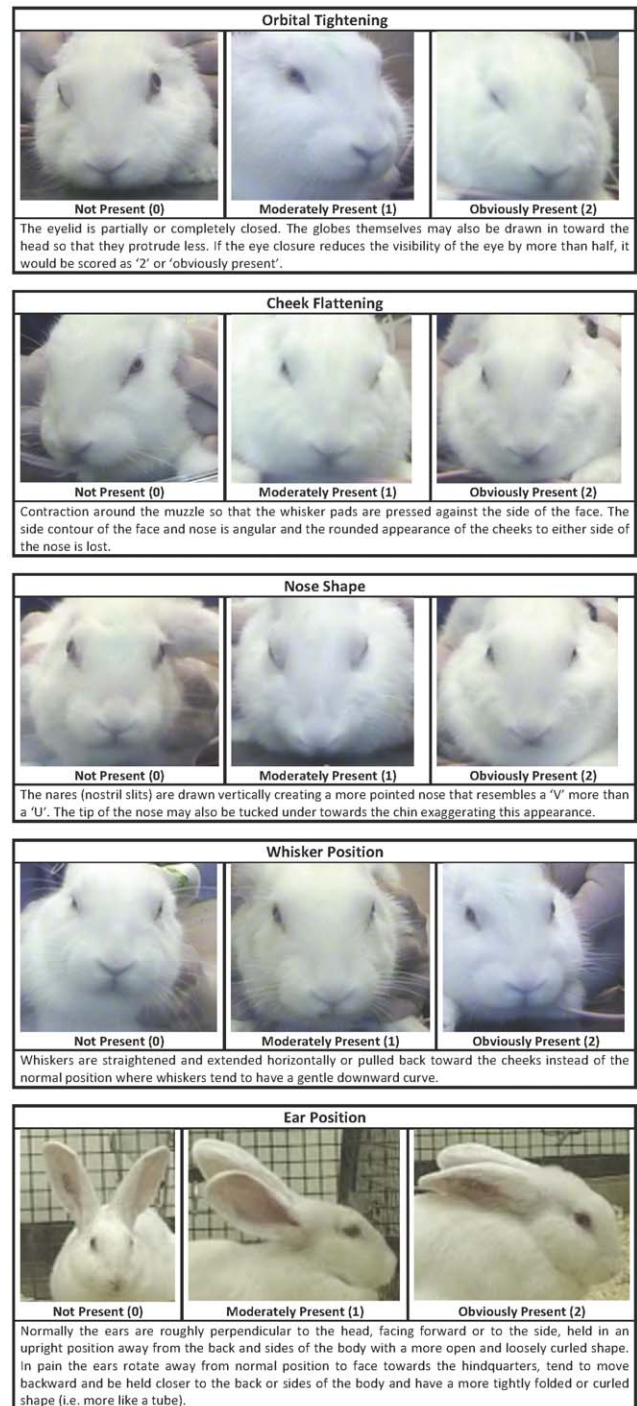 Orbital Tightening
Not Present (0) Moderately Present (1) Obviously Present (2)
The eyelid is partially or completely closed. The globes themselves may also be drawn in toward the
head so that they protrude less. If the eye closure reduces the visibility of the eye by more than half, it
would be scored as ‘2’ or ‘obviously present’.
Cheek Flattening
Not Present (0) Moderately Present (1) Obviously Present (2)
Contraction around the muzzle so that the whisker pads are pressed against the side of the face. The
side contour of the face and nose is angular and the rounded appearance of the cheeks to either side of
the nose is lost.
Nose Shape
Not Present (0) Moderately Present (1) Obviously Present (2)
The nares (nostril slits) are drawn vertically creating a more pointed nose that resembles a ‘V’ more than
a ‘U’. The tip of the nose may also be tucked under towards the chin exaggerating this appearance.
Whisker Position
Not Present (0) Moderately Present (1) Obviously Present (2)
Whiskers are straightened and extended horizontally or pulled back toward the cheeks instead of the
normal position where whiskers tend to have a gentle downward curve.
Ear Position
Not Present (0) Moderately Present (1) Obviously Present (2)
Normally the ears are roughly perpendicular to the head, facing forward or to the side, held in an
upright position away from the back and sides of the body with a more open and loosely curled shape.
In pain the ears rotate away from normal position to face towards the hindquarters, tend to move
backward and be held closer to the back or sides of the body and have a more tightly folded or curled
shape (i.e. more like a tube).